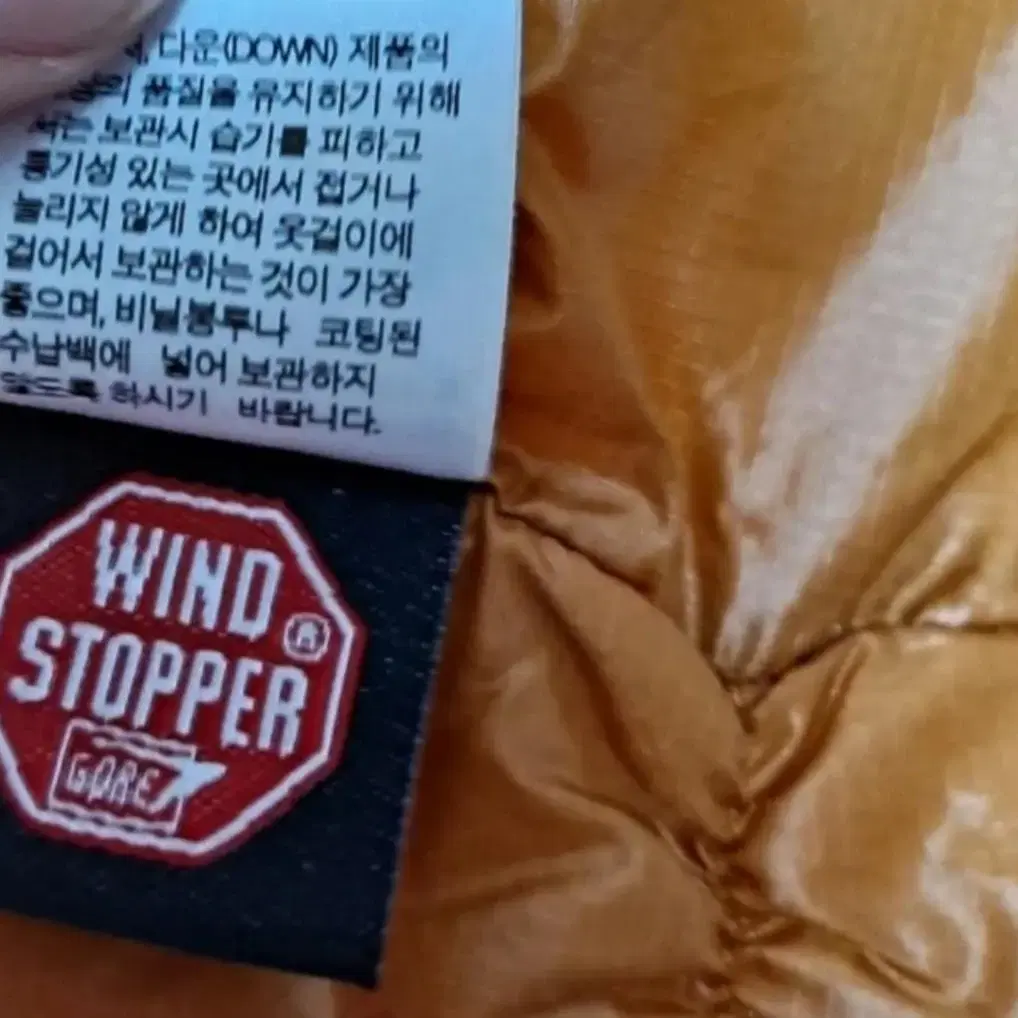 다운(DOWN) 제품의
품질을 유지하기 위해
보관시 습기를 피하고
통기성 있는 곳에서 접거나
눌리지 않게 하여 옷걸이에
걸어서 보관하는 것이 가장
좋으며, 비닐봉투나 코팅된
수납백에 넣어 보관하지
않도록 하시기 바랍니다.
WIND
STOPPER®
GORE